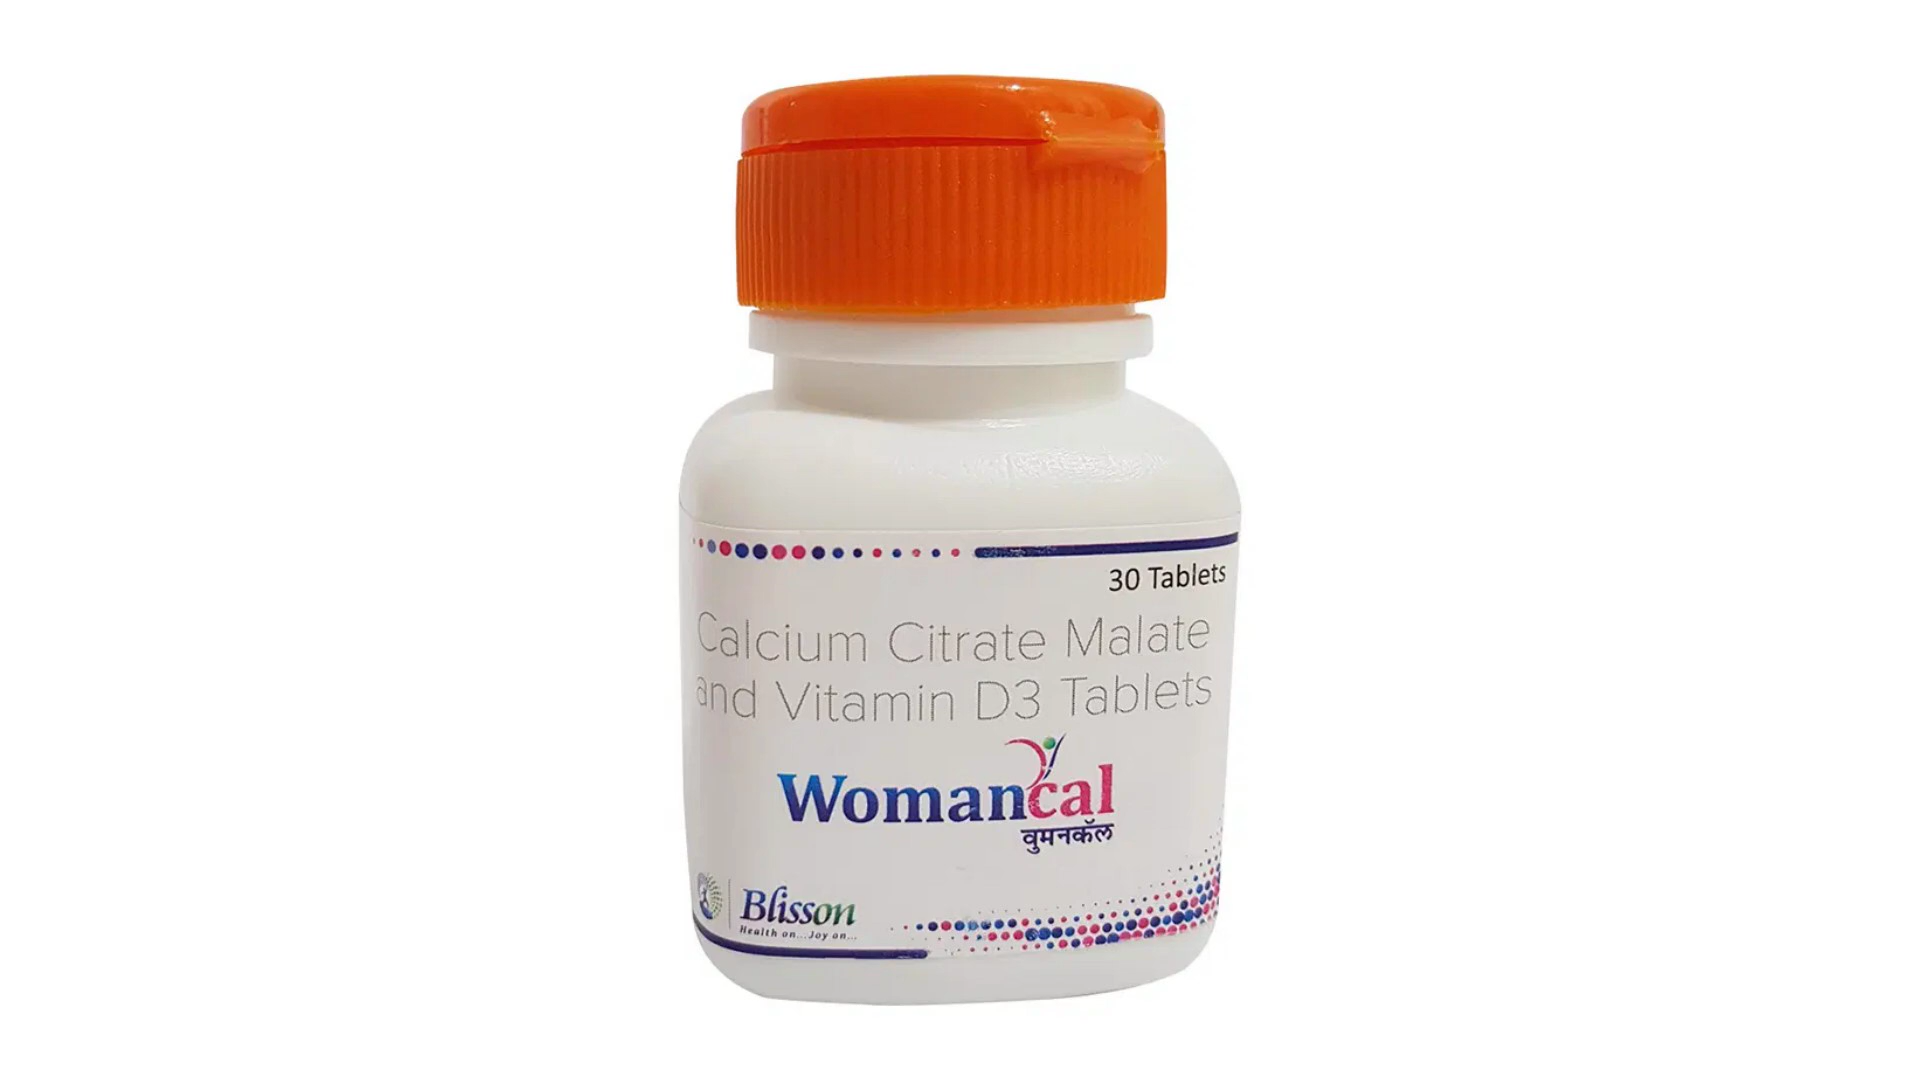 30 Tablets
Calcium Citrate Malate
and Vitamin D3 Tablets
Womancal
वुमनकॅल
Blisson
Health on...Joy on...